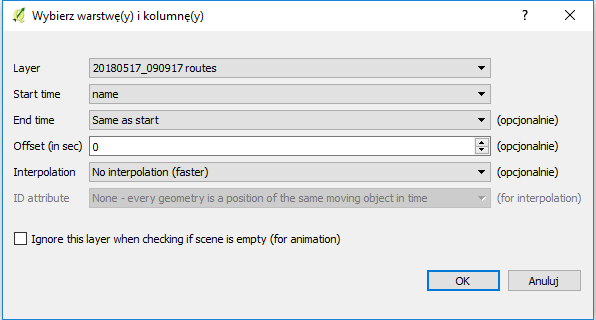 Wybierz warstwę(y) i kolumnę(y)
Layer 20180517_090917 routes
Start time name
End time Same as start (opcjonalnie)
Offset (in sec) 0 (opcjonalnie)
Interpolation No interpolation (faster) (opcjonalnie)
ID attribute None - every geometry is a position of the same moving object in time (for interpolation)
Ignore this layer when checking if scene is empty (for animation)
OK Anuluj